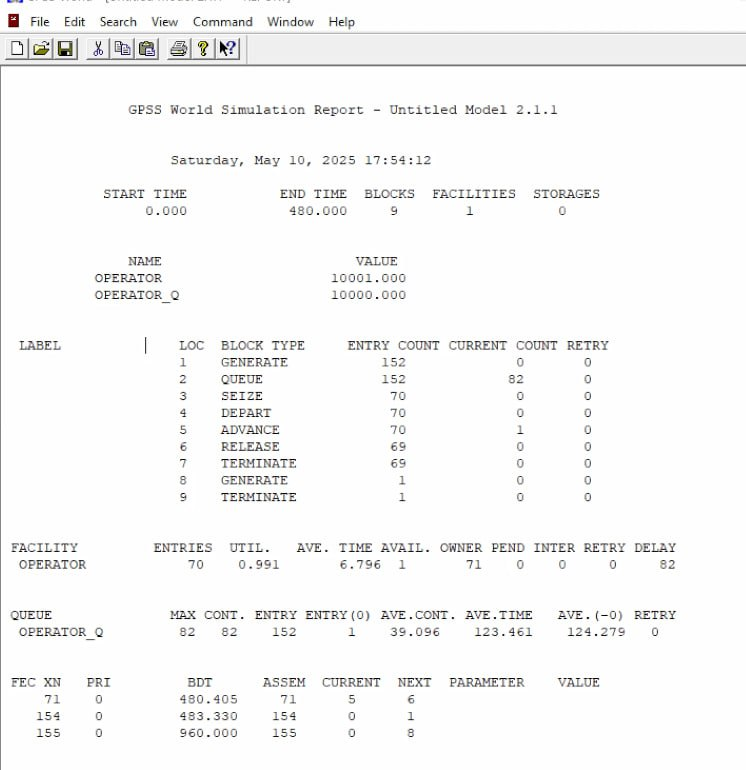 File Edit Search View Command Window Help
GPSS World Simulation Report - Untitled Model 2.1.1
Saturday, May 10, 2025 17:54:12
START TIME END TIME BLOCKS FACILITIES STORAGES
0.000 480.000 9 1 0
NAME VALUE
OPERATOR 10001.000
OPERATOR_Q 10000.000
LABEL LOC BLOCK TYPE ENTRY COUNT CURRENT COUNT RETRY
1 GENERATE 152 0 0
2 QUEUE 152 82 0
3 SEIZE 70 0 0
4 DEPART 70 0 0
5 ADVANCE 70 1 0
6 RELEASE 69 0 0
7 TERMINATE 69 0 0
8 GENERATE 1 0 0
9 TERMINATE 1 0 0
FACILITY ENTRIES UTIL. AVE. TIME AVAIL. OWNER PEND INTER RETRY DELAY
OPERATOR 70 0.991 6.796 1 71 0 0 0 82
QUEUE MAX CONT. ENTRY ENTRY(0) AVE.CONT. AVE.TIME AVE.(-0) RETRY
OPERATOR_Q 82 82 152 1 39.096 123.461 124.279 0
FEC XN PRI BDT ASSEM CURRENT NEXT PARAMETER VALUE
71 0 480.405 71 5 6
154 0 483.330 154 0 1
155 0 960.000 155 0 8